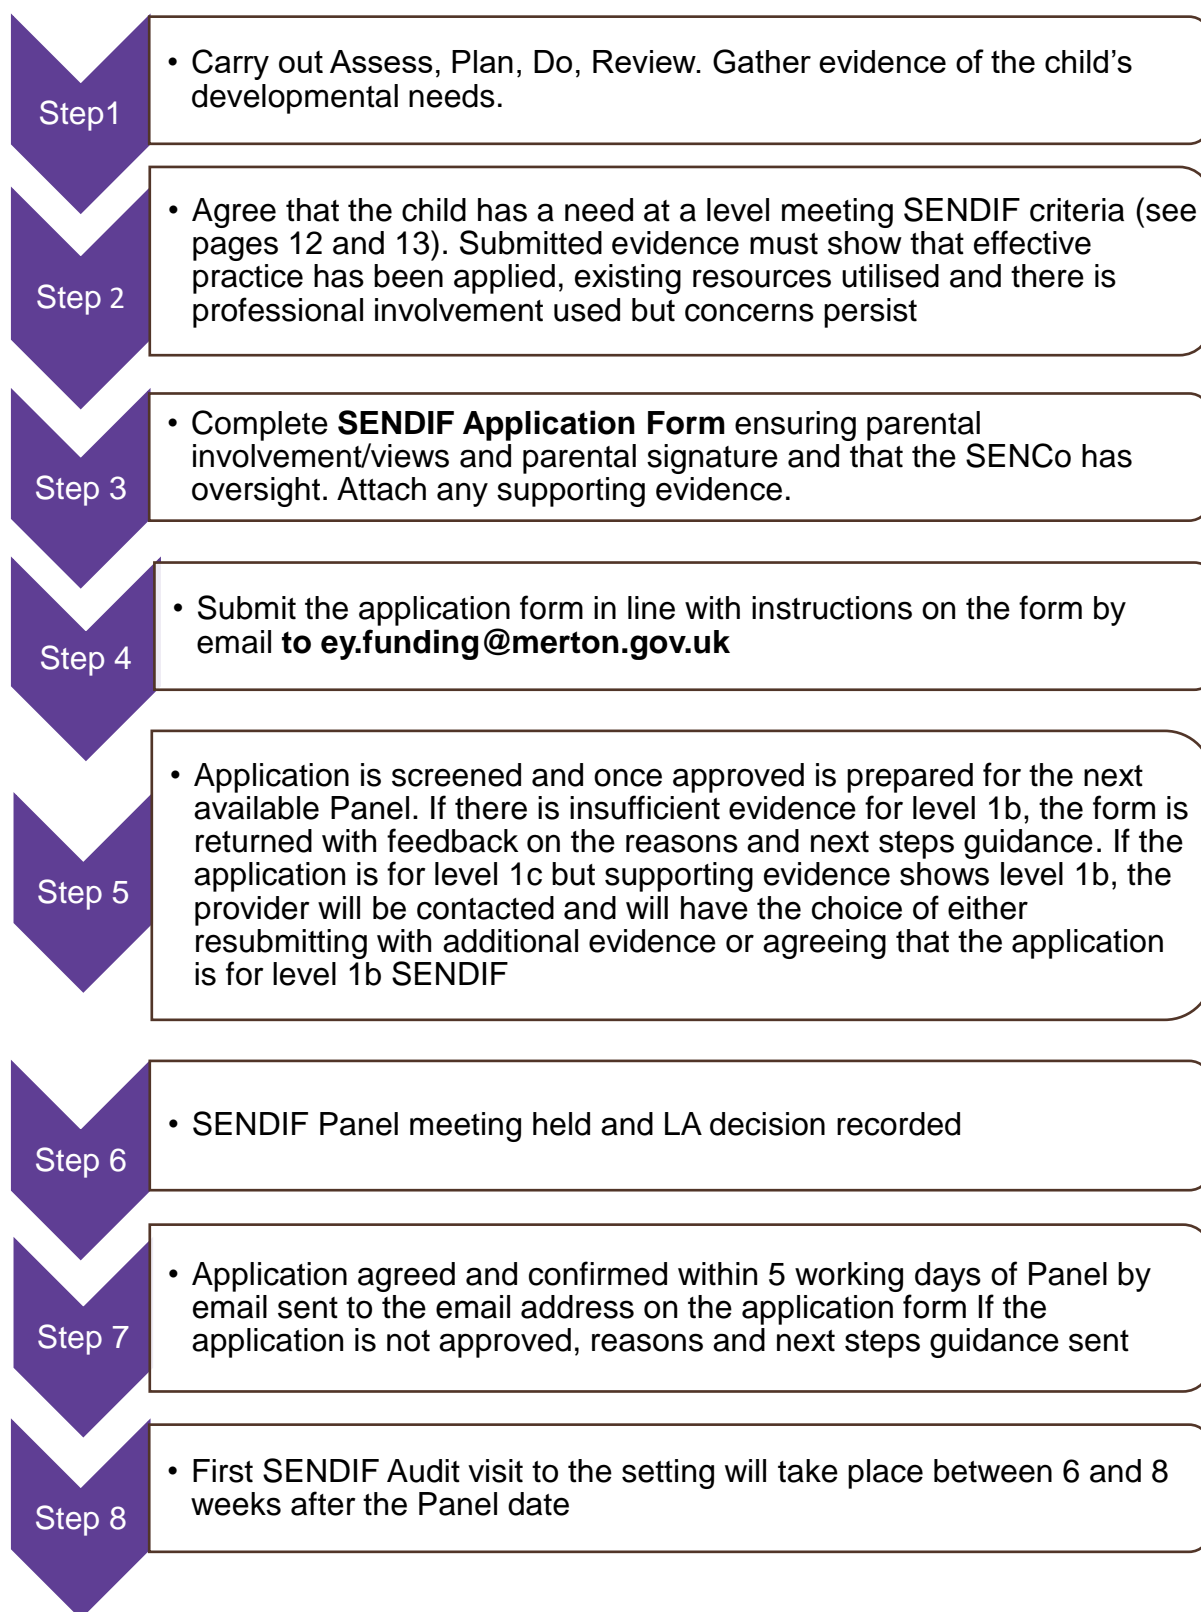 Step1
• Carry out Assess, Plan, Do, Review. Gather evidence of the child’s
developmental needs.
Step 2
• Agree that the child has a need at a level meeting SENDIF criteria (see
pages 12 and 13). Submitted evidence must show that effective
practice has been applied, existing resources utilised and there is
professional involvement used but concerns persist
Step 3
• Complete SENDIF Application Form ensuring parental
involvement/views and parental signature and that the SENCo has
oversight. Attach any supporting evidence.
Step 4
• Submit the application form in line with instructions on the form by
email to ey.funding@merton.gov.uk
Step 5
• Application is screened and once approved is prepared for the next
available Panel. If there is insufficient evidence for level 1b, the form is
returned with feedback on the reasons and next steps guidance. If the
application is for level 1c but supporting evidence shows level 1b, the
provider will be contacted and will have the choice of either
resubmitting with additional evidence or agreeing that the application
is for level 1b SENDIF
Step 6
• SENDIF Panel meeting held and LA decision recorded
Step 7
• Application agreed and confirmed within 5 working days of Panel by
email sent to the email address on the application form If the
application is not approved, reasons and next steps guidance sent
Step 8
• First SENDIF Audit visit to the setting will take place between 6 and 8
weeks after the Panel date